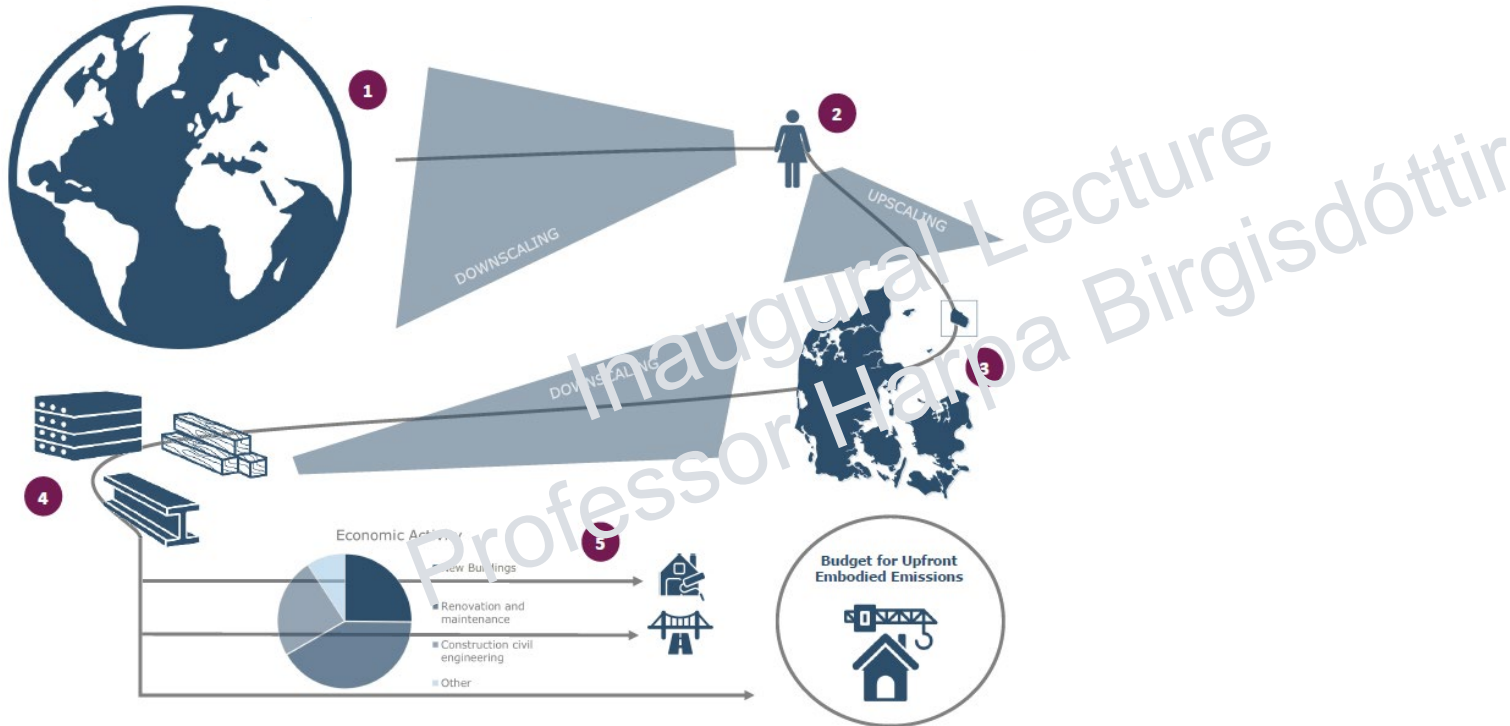 1
2
DOWNSCALING
UPSCALING
DOWNSCALING
3
4
Economic Activity
5
New Buildings
Renovation and
maintenance
Construction civil
engineering
Other
Budget for Upfront
Embodied Emissions
Inaugural Lecture
Professor Harpa Birgisdóttir